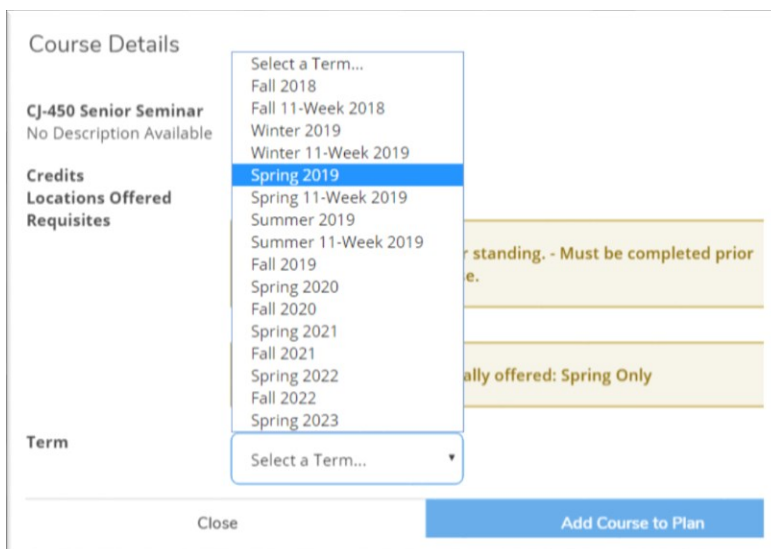 Course Details
CJ-450 Senior Seminar
No Description Available
Credits
Locations Offered
Requisites
Select a Term...
Fall 2018
Fall 11-Week 2018
Winter 2019
Winter 11-Week 2019
Spring 2019
Spring 11-Week 2019
Summer 2019
Summer 11-Week 2019
Fall 2019
Spring 2020
Fall 2020
Spring 2021
Fall 2021
Spring 2022
Fall 2022
Spring 2023
standing. - Must be completed prior
ally offered: Spring Only
Term
Select a Term...
Close
Add Course to Plan